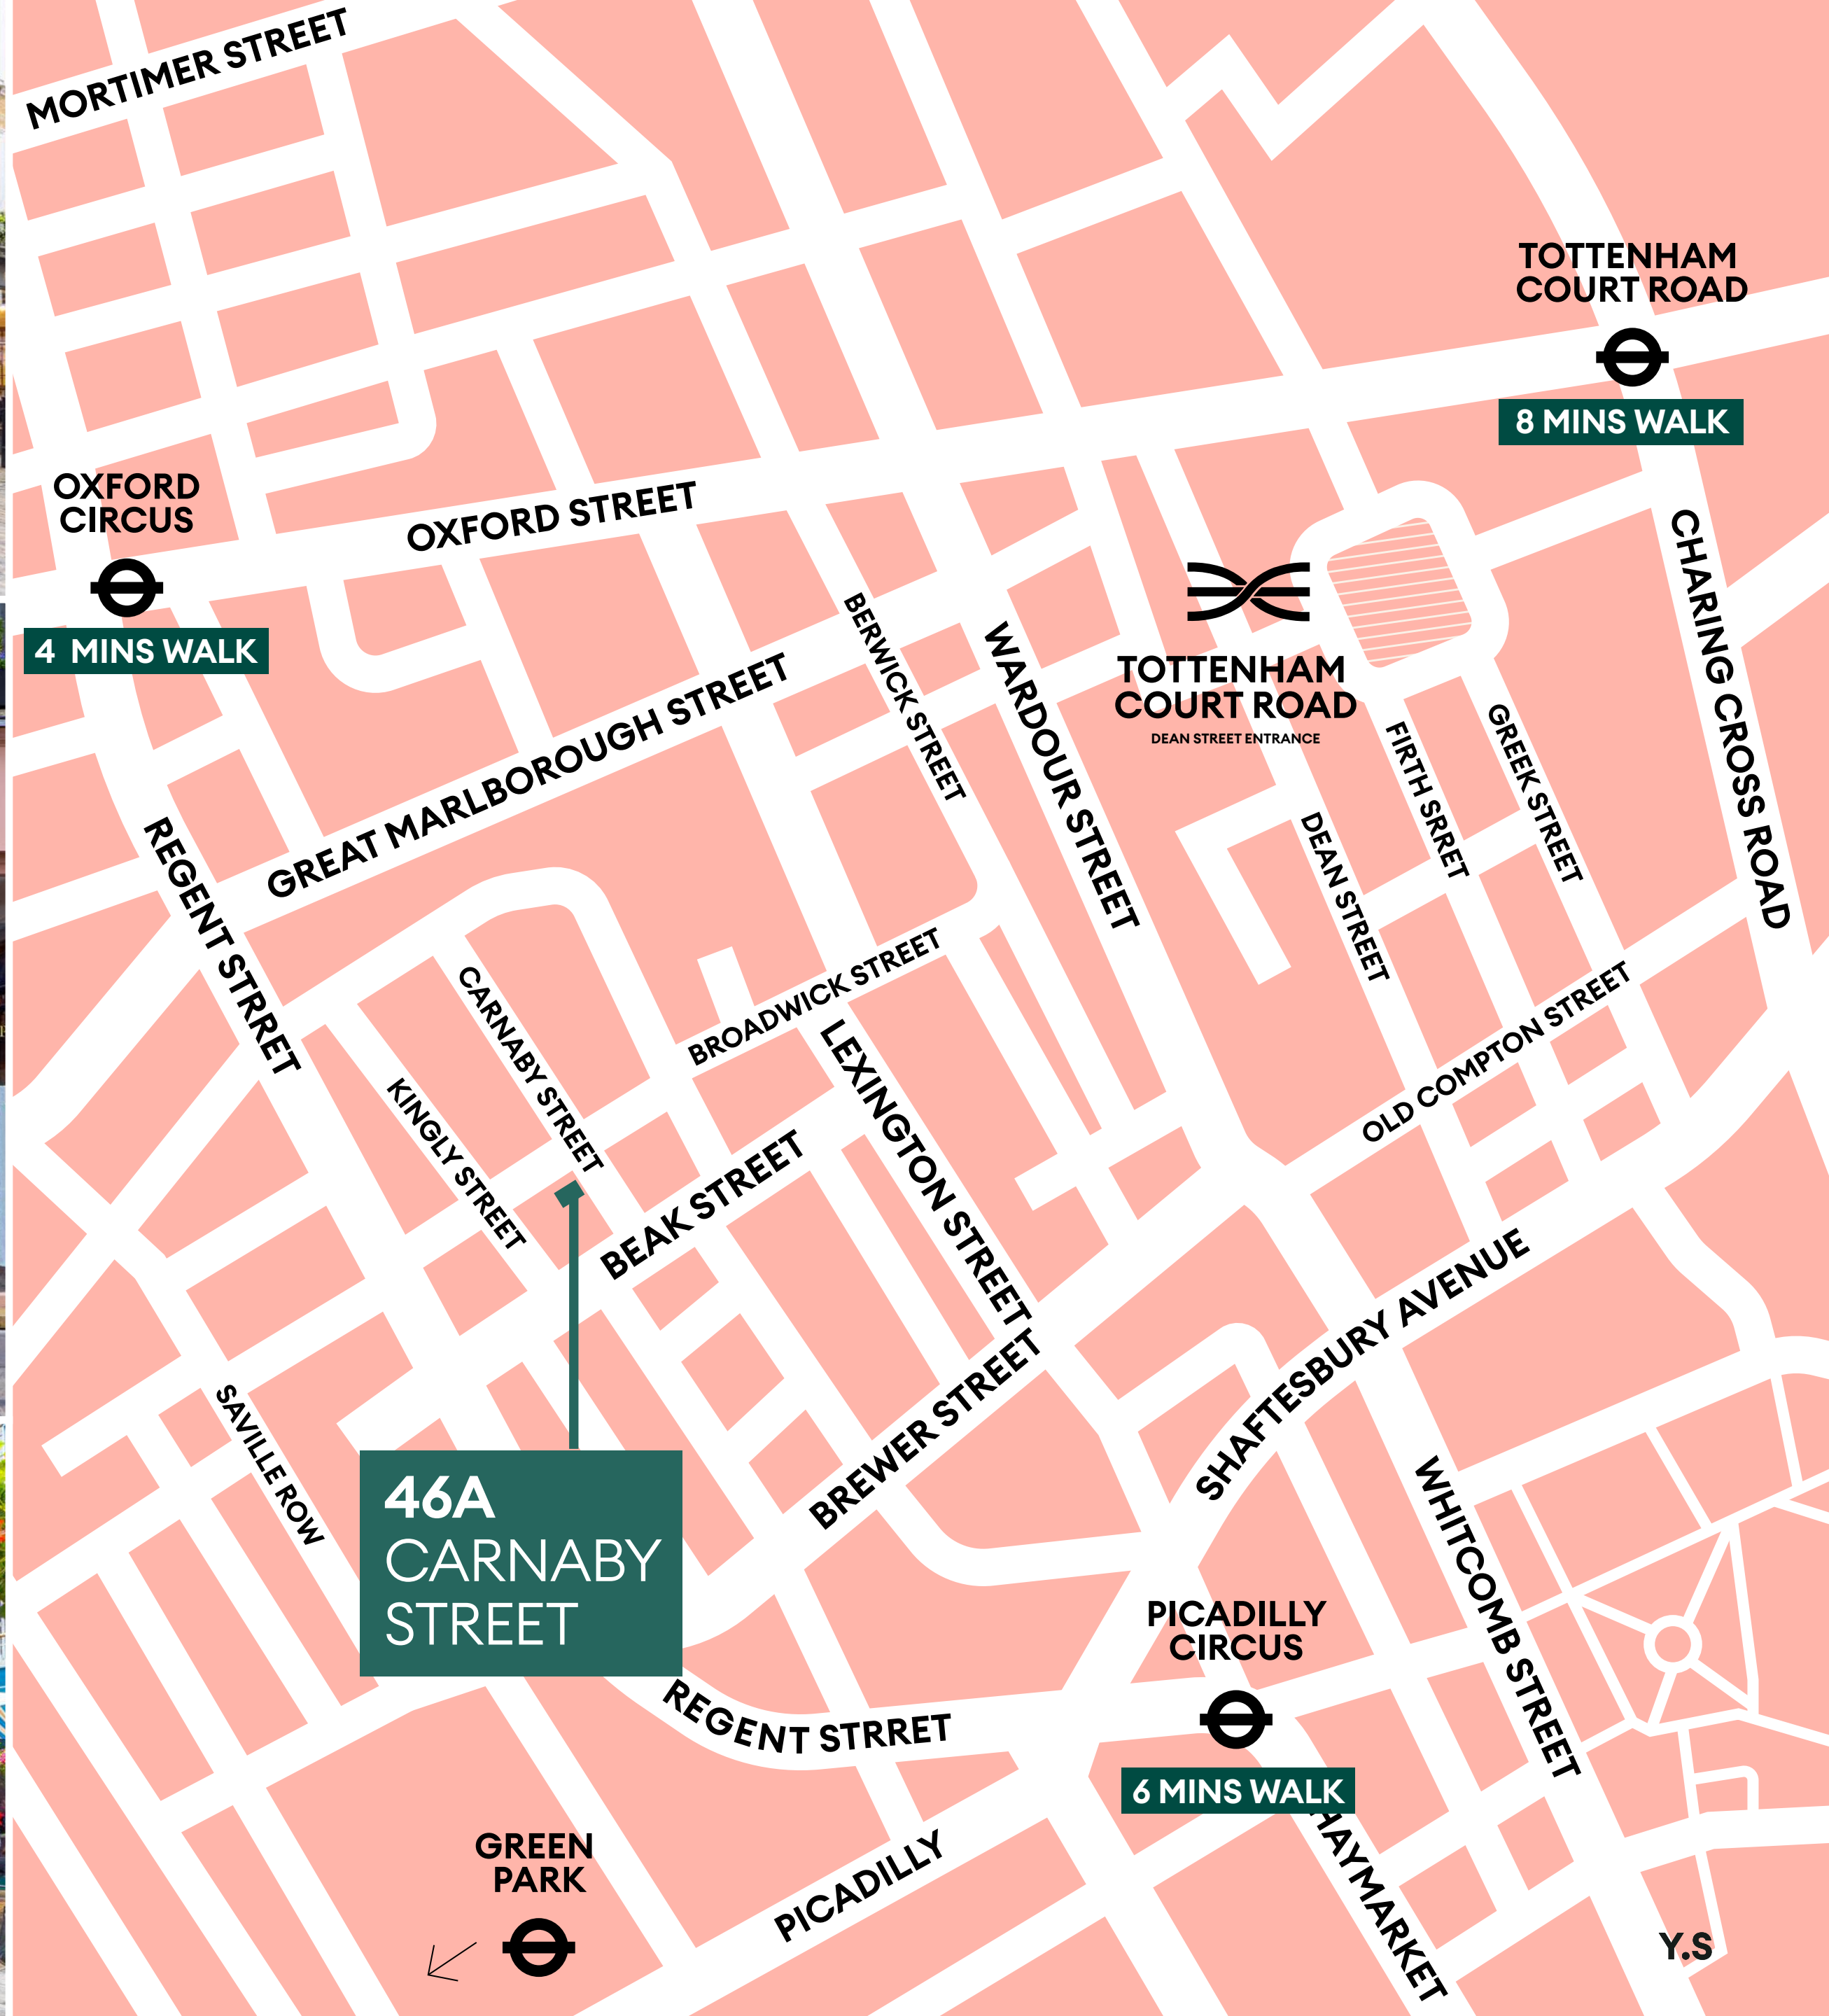 MORTIMER STREET
TOTTENHAM
COURT ROAD
8 MINS WALK
OXFORD
CIRCUS
4 MINS WALK
OXFORD STREET
CHARING CROSS ROAD
BERWICK STREET
WARDOUR STREET
TOTTENHAM
COURT ROAD
DEAN STREET ENTRANCE
GREAT MARLBOROUGH STREET
FIRTH SRRET
GREEK STREET
DEAN STREET
REGENT STRRET
CARNABY STREET
BROADWICK STREET
OLD COMPTON STREET
LEXINGTON STREET
KINGLY STREET
BEAK STREET
SHAFTESBURY AVENUE
BREWER STREET
SAVILLE ROW
46A
CARNABY
STREET
WHITCOMB STREET
PICADILLY
CIRCUS
6 MINS WALK
REGENT STRRET
HAYMARKET
GREEN
PARK
PICADILLY
Y.S